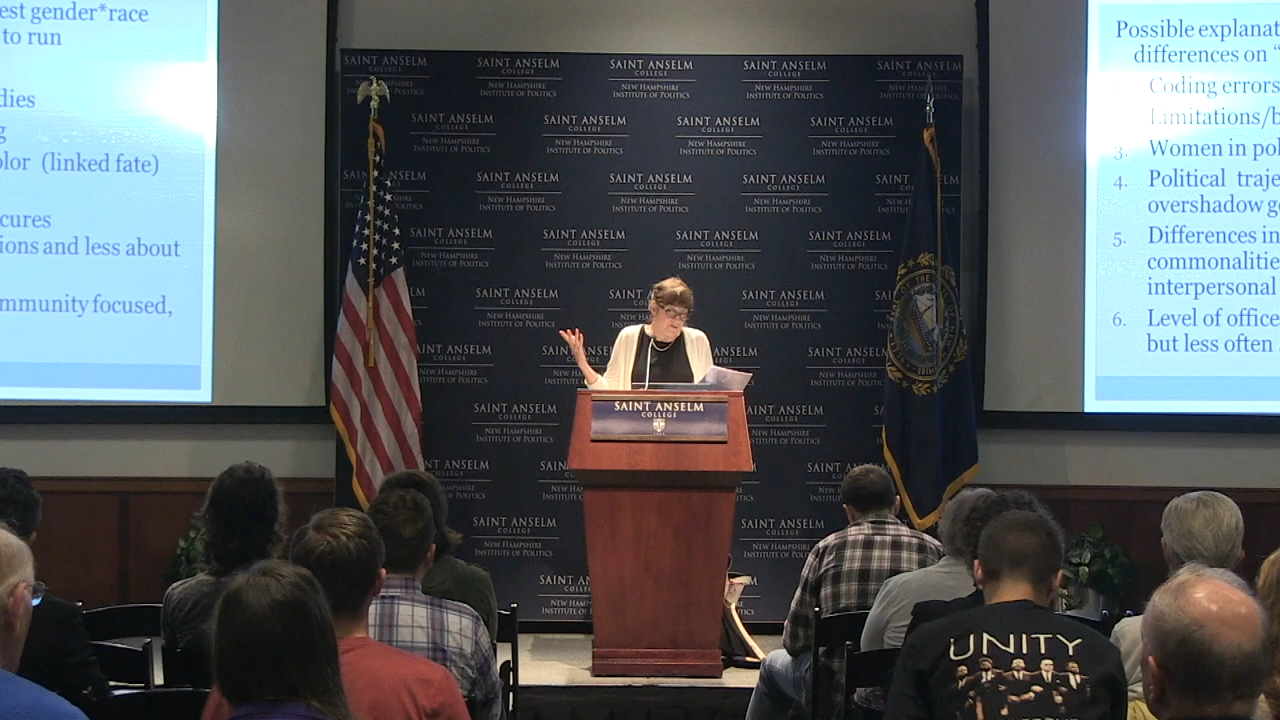 est gender*race
to run
dies
g
olor (linked fate)
cures
ions and less about
mmunity focused,
SAINT ANSELM
COLLEGE
NEW HAMPSHIRE
INSTITUTE OF POLITICS
SAINT ANSELM
COLLEGE
Possible explanat
differences on "
Coding errors
Limitations/b
3. Women in pol
4. Political traje
overshadow g
5. Differences in
commonalitie
interpersonal
6. Level of office
but less often
UNITY